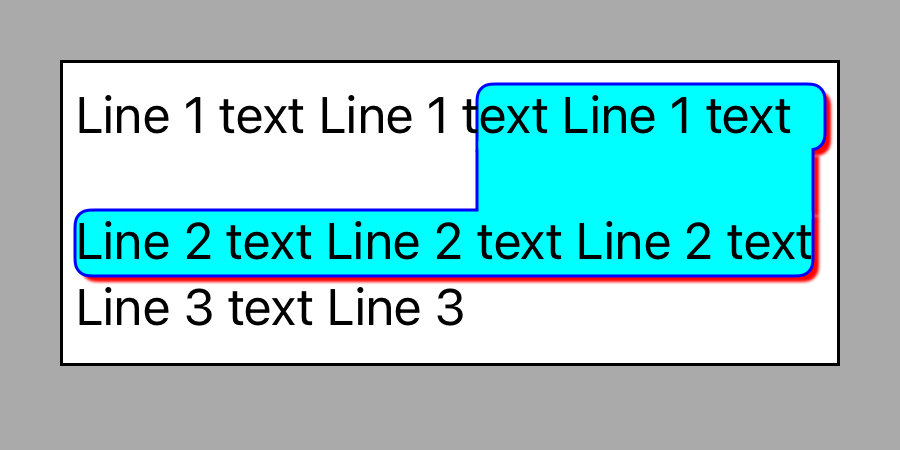 Line 1 text Line 1 text Line 1 text
Line 2 text Line 2 text Line 2 text
Line 3 text Line 3